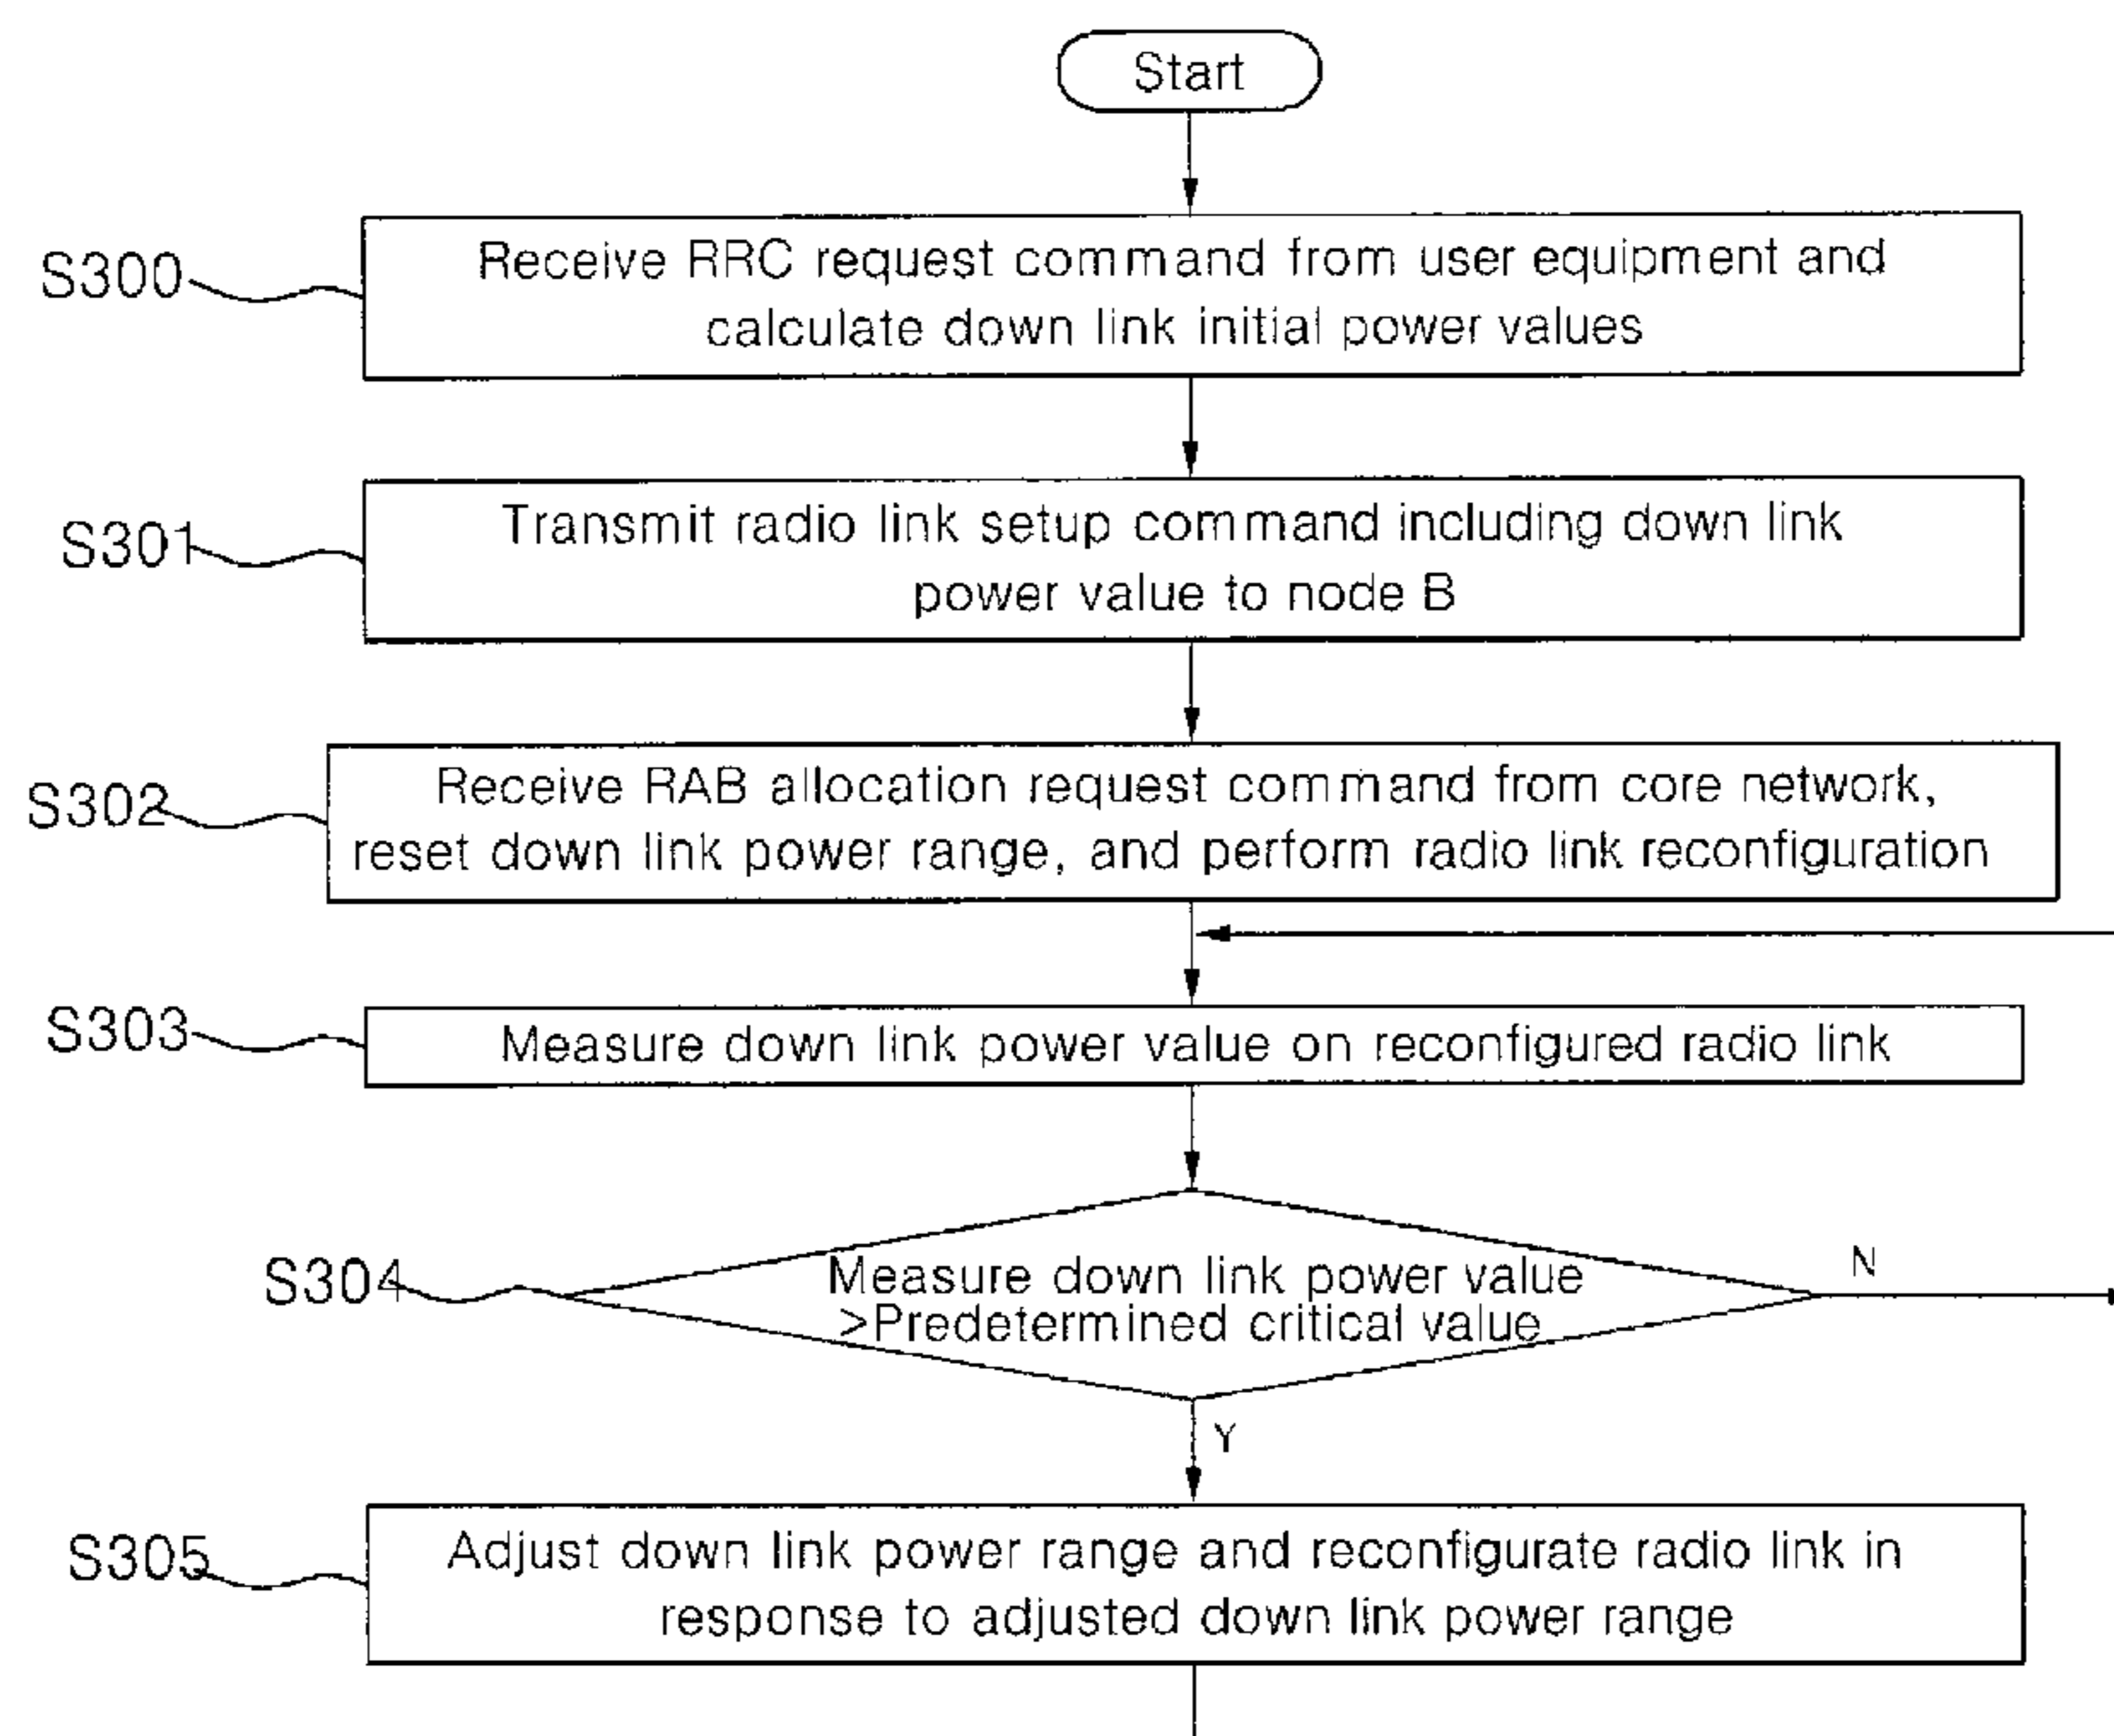 Start
S300
Receive RRC request command from user equipment and
calculate down link initial power values
S301
Transmit radio link setup command including down link
power value to node B
S302
Receive RAB allocation request command from core network,
reset down link power range, and perform radio link reconfiguration
S303
Measure down link power value on reconfigured radio link
S304
Measure down link power value
>Predetermined critical value
N
Y
S305
Adjust down link power range and reconfigurate radio link in
response to adjusted down link power range